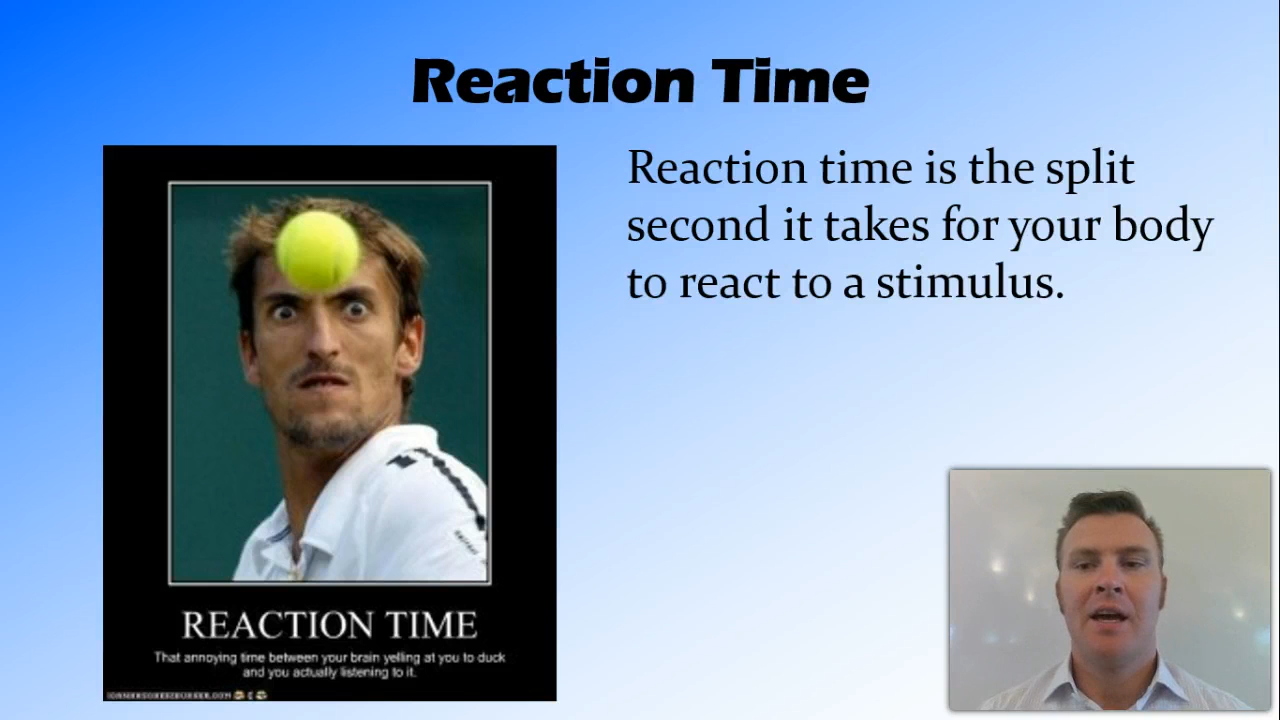 Reaction Time
Reaction time is the split
second it takes for your body
to react to a stimulus.
REACTION TIME
That annoying time between your brain yelling at you to duck
and you actually listening to it.